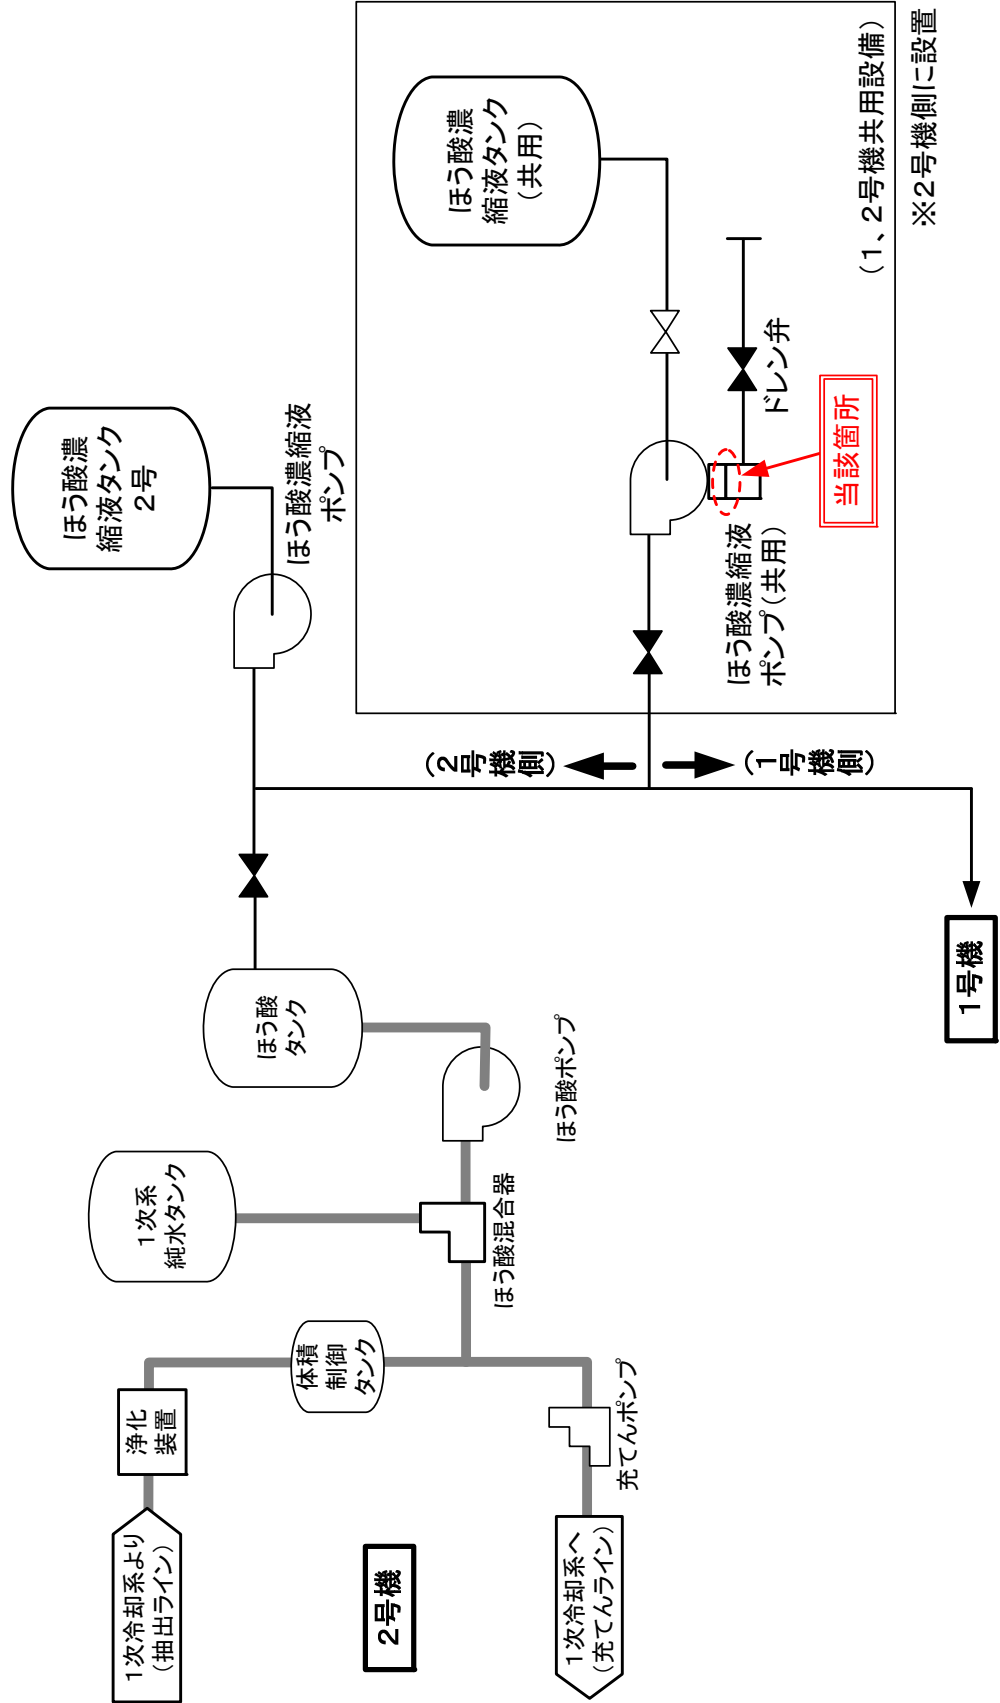 1次冷却系より
(抽出ライン)
浄化
装置
体積
制御
タンク
1次系
純水タンク
ほう酸
タンク
ほう酸濃
縮液タンク
2号
ほう酸濃縮液
ポンプ
2号機
1次冷却系へ
(充てんライン)
充てんポンプ
ほう酸混合器
ほう酸ポンプ
(2号機側)
(1号機側)
1号機
ほう酸濃
縮液タンク
(共用)
ほう酸濃縮液
ポンプ(共用)
ドレン弁
当該箇所
(1、2号機共用設備)
※2号機側に設置